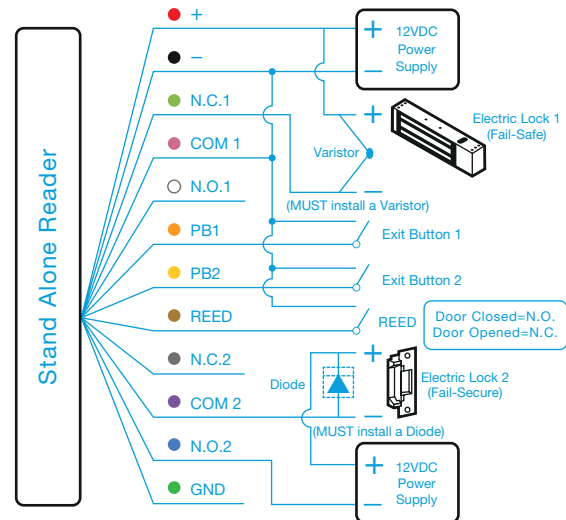 Stand Alone Reader
+
–
N.C.1
COM 1
N.O.1
PB1
PB2
REED
N.C.2
COM 2
N.O.2
GND
+
12VDC
Power
Supply
–
+
Electric Lock 1
(Fail-Safe)
Varistor
–
(MUST install a Varistor)
Exit Button 1
Exit Button 2
REED
Door Closed=N.O.
Door Opened=N.C.
+
Diode
Electric Lock 2
(Fail-Secure)
–
(MUST install a Diode)
+
12VDC
Power
Supply
–